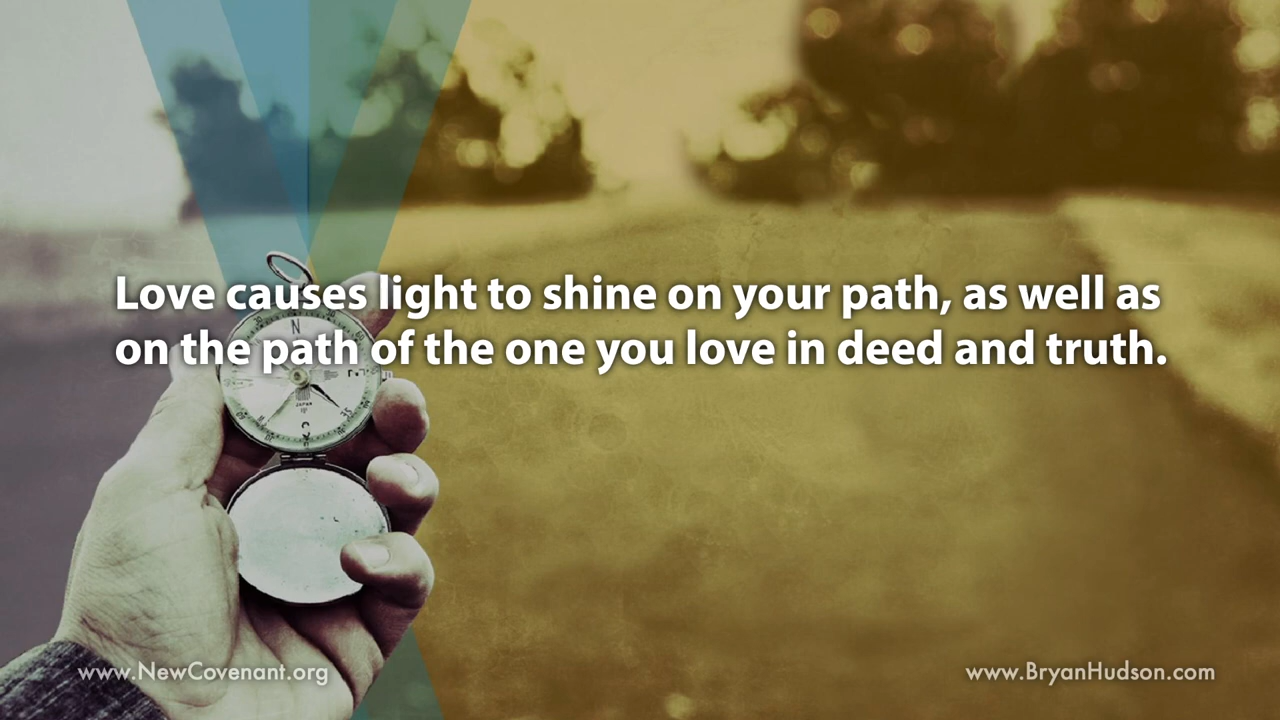 Love causes light to shine on your path, as well as
on the path of the one you love in deed and truth.
N
JAPAN
www.NewCovenant.org
www.BryanHudson.com